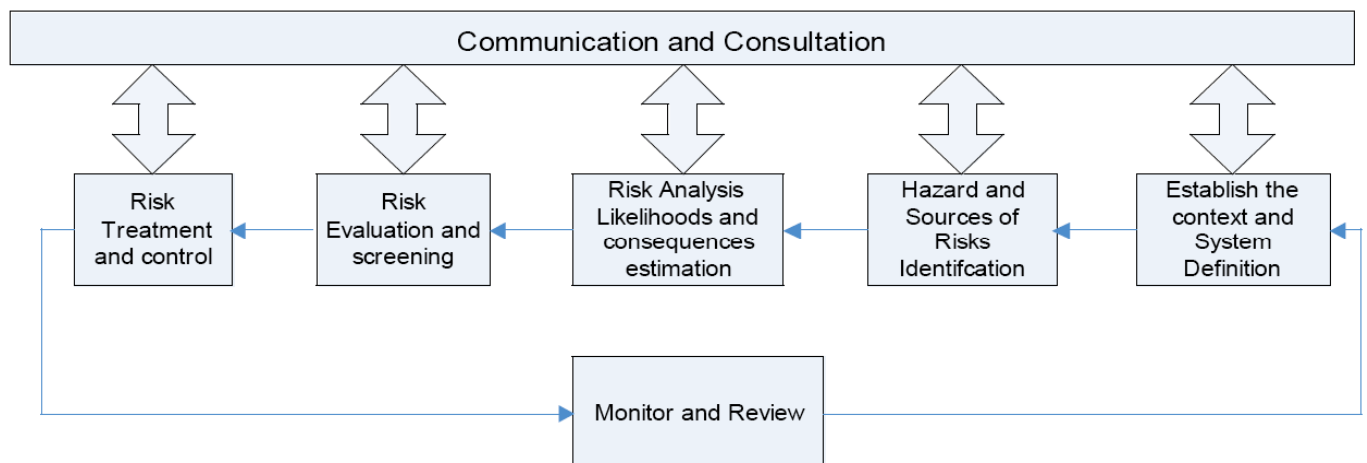 Communication and Consultation
Risk
Treatment
and control
Risk
Evaluation and
screening
Risk Analysis
Likelihoods and
consequences
estimation
Hazard and
Sources of
Risks
Identifcation
Establish the
context and
System
Definition
Monitor and Review